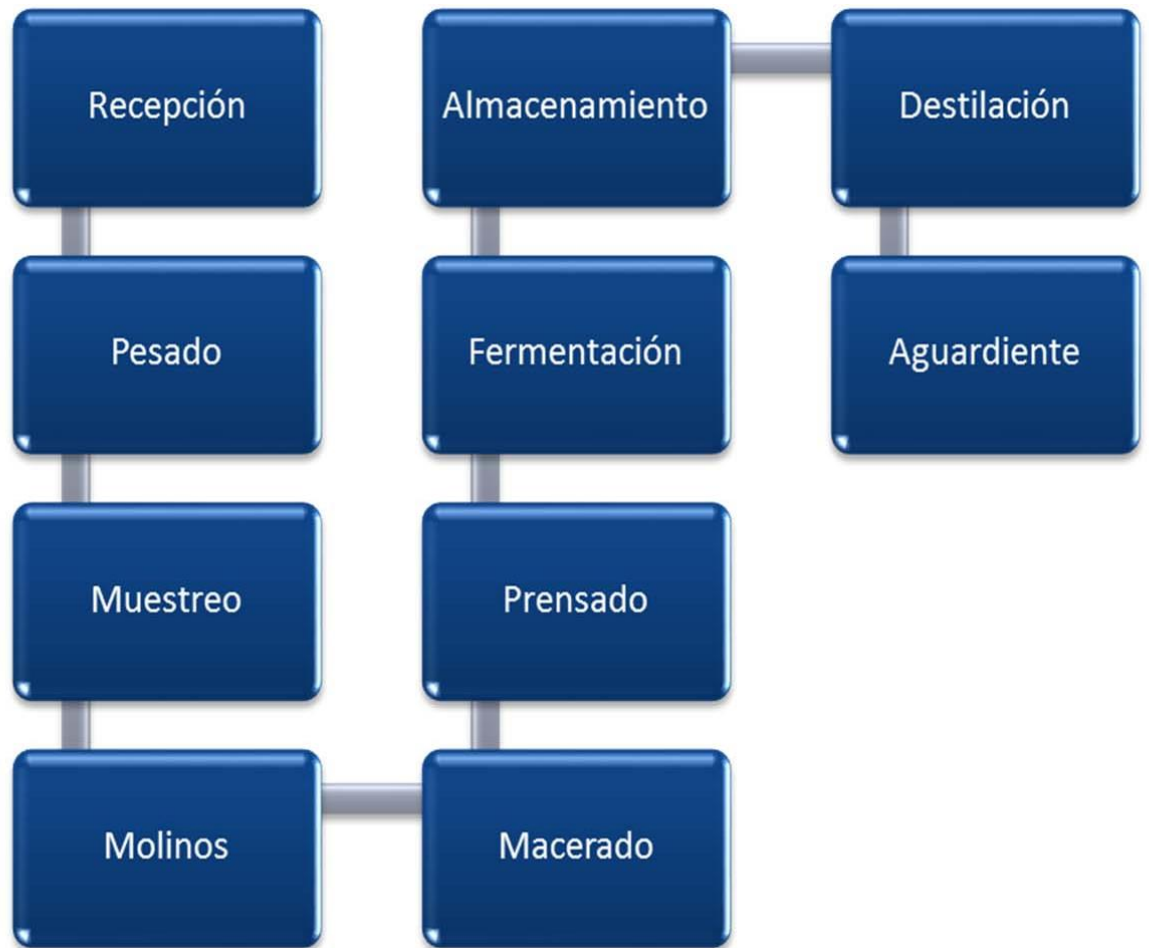 Recepción
Pesado
Muestreo
Molinos
Macerado
Prensado
Fermentación
Almacenamiento
Destilación
Aguardiente